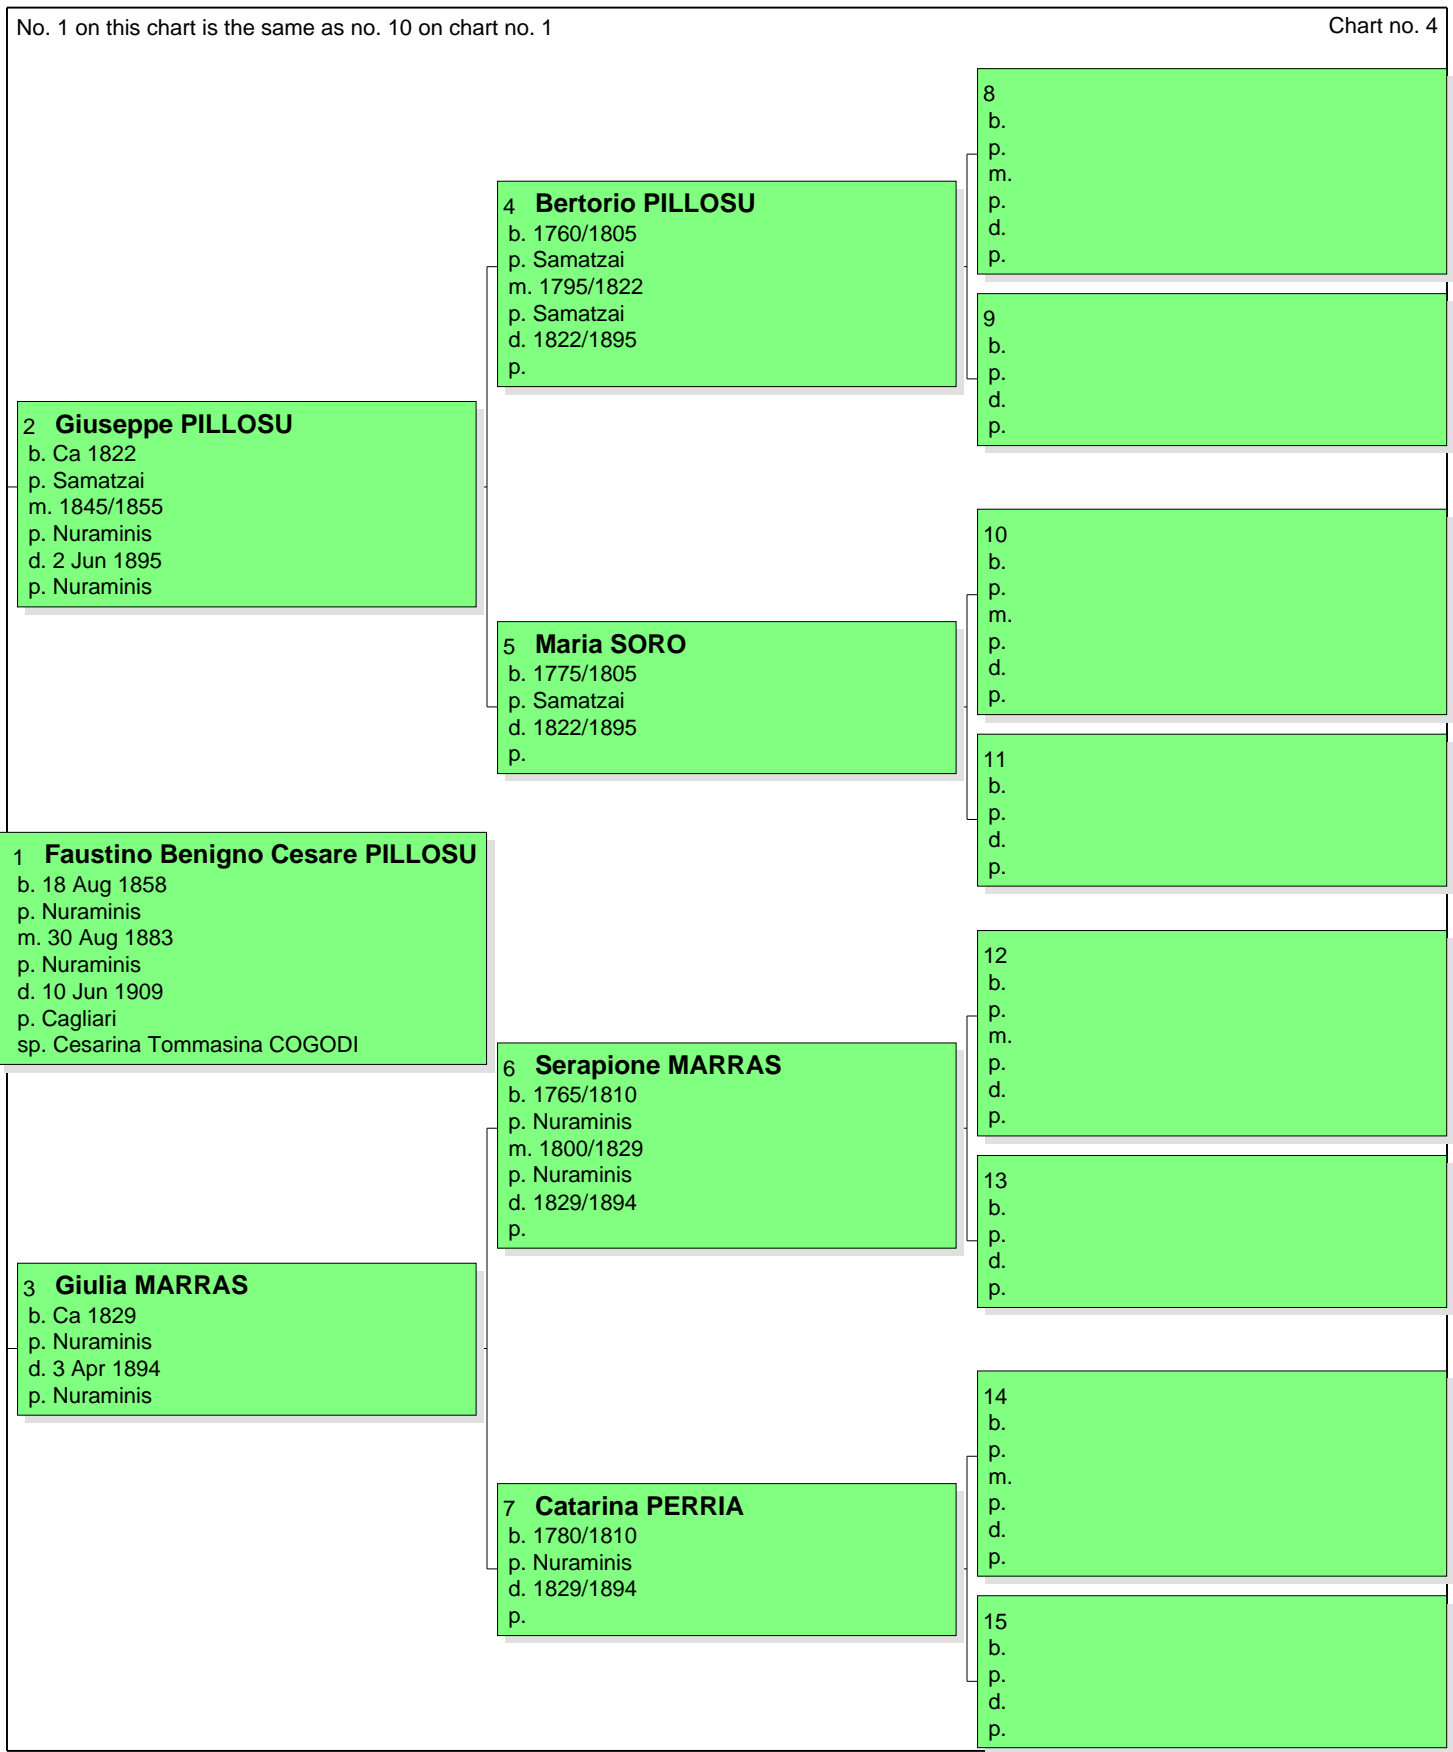 No. 1 on this chart is the same as no. 10 on chart no. 1
Chart no. 4
8
b.
p.
m.
p.
d.
p.
4 Bertorio PILLOSU
b. 1760/1805
p. Samatzai
m. 1795/1822
p. Samatzai
d. 1822/1895
p.
9
b.
p.
d.
p.
2 Giuseppe PILLOSU
b. Ca 1822
p. Samatzai
m. 1845/1855
p. Nuraminis
d. 2 Jun 1895
p. Nuraminis
10
b.
p.
m.
p.
d.
p.
5 Maria SORO
b. 1775/1805
p. Samatzai
d. 1822/1895
p.
11
b.
p.
d.
p.
1 Faustino Benigno Cesare PILLOSU
b. 18 Aug 1858
p. Nuraminis
m. 30 Aug 1883
p. Nuraminis
d. 10 Jun 1909
p. Cagliari
sp. Cesarina Tommasina COGODI
12
b.
p.
m.
p.
d.
p.
6 Serapione MARRAS
b. 1765/1810
p. Nuraminis
m. 1800/1829
p. Nuraminis
d. 1829/1894
p.
13
b.
p.
d.
p.
3 Giulia MARRAS
b. Ca 1829
p. Nuraminis
d. 3 Apr 1894
p. Nuraminis
14
b.
p.
m.
p.
d.
p.
7 Catarina PERRIA
b. 1780/1810
p. Nuraminis
d. 1829/1894
p.
15
b.
p.
d.
p.